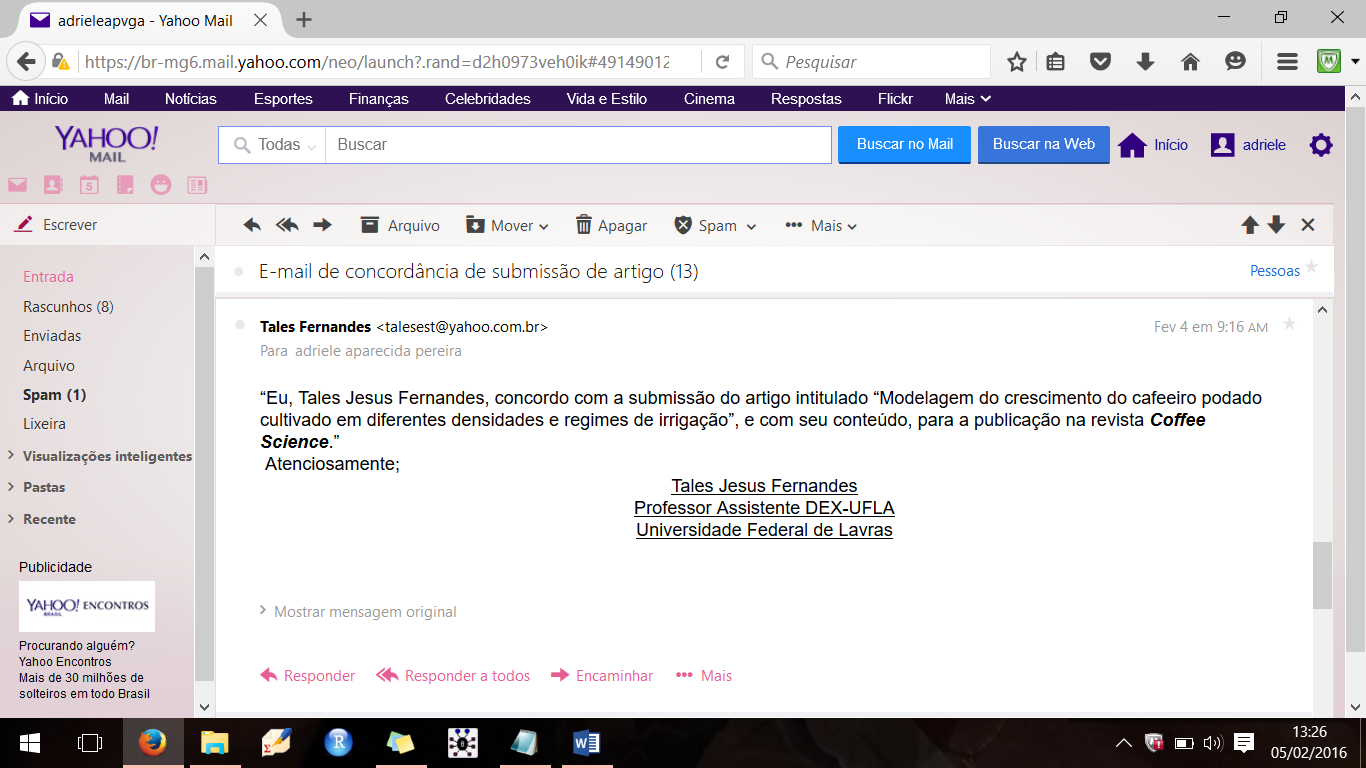 adrieleapvga - Yahoo Mail
https://br-mg6.mail.yahoo.com/neo/launch?.rand=d2h0973veh0ik#49149012
Pesquisar
Início Mail Notícias Esportes Finanças Celebridades Vida e Estilo Cinema Respostas Flickr Mais
YAHOO!
MAIL
Todas Buscar Buscar no Mail Buscar na Web Início adriele
5
Escrever
Arquivo Mover Apagar Spam Mais
E-mail de concordância de submissão de artigo (13)
Pessoas
Entrada
Rascunhos (8)
Enviadas
Arquivo
Spam (1)
Lixeira
Visualizações inteligentes
Pastas
Recente
Publicidade
YAHOO! ENCONTROS
BRASIL
Procurando alguém?
Yahoo Encontros
Mais de 30 milhões de
solteiros em todo Brasil
Tales Fernandes <talesest@yahoo.com.br>
Fev 4 em 9:16 AM
Para adriele aparecida pereira
“Eu, Tales Jesus Fernandes, concordo com a submissão do artigo intitulado “Modelagem do crescimento do cafeeiro podado
cultivado em diferentes densidades e regimes de irrigação”, e com seu conteúdo, para a publicação na revista Coffee
Science.”
Atenciosamente;
Tales Jesus Fernandes
Professor Assistente DEX-UFLA
Universidade Federal de Lavras
Mostrar mensagem original
Responder Responder a todos Encaminhar Mais
R
13:26
05/02/2016